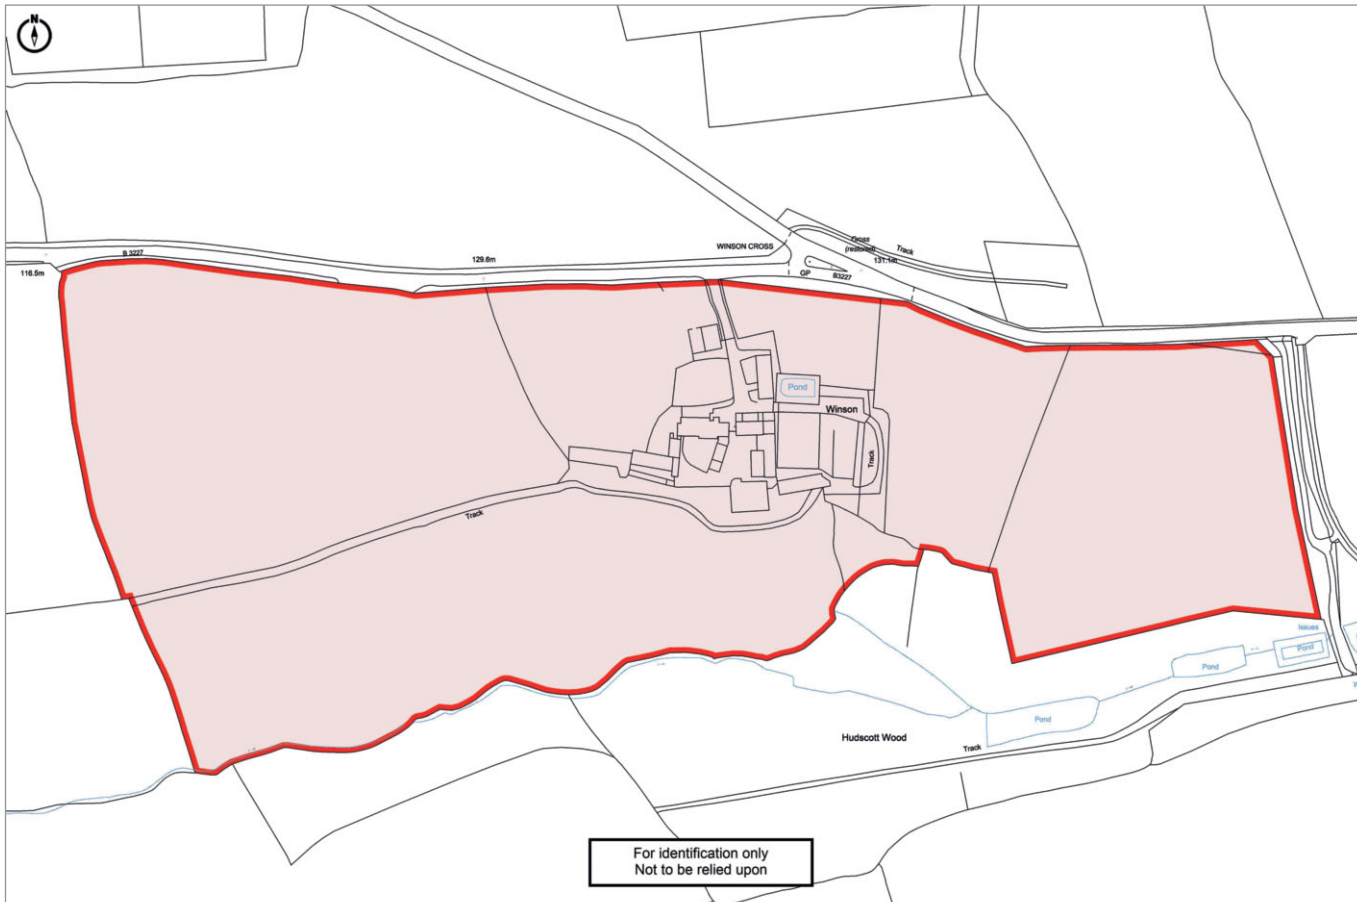 N
WINSON CROSS
Cross
(restored)
Track
B 3227
129.6m
131.1m
116.5m
GP
B3227
Pond
Winson
Track
Track
Issues
Pond
Pond
Pond
Hudscott Wood
Track
For identification only
Not to be relied upon